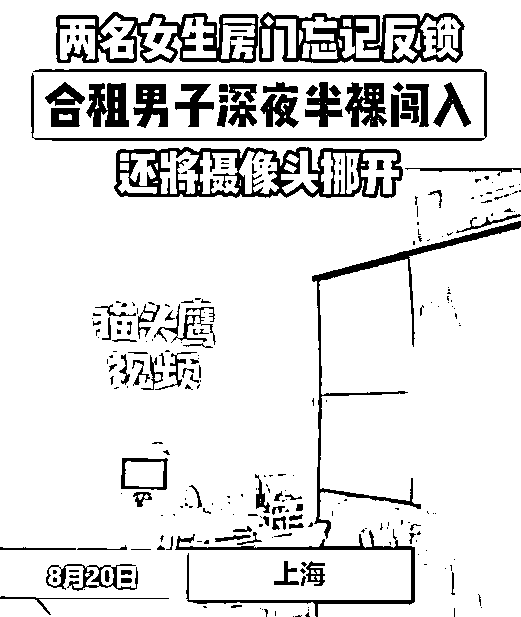 两名女生房门忘记反锁
合租男子深夜半裸闯入
还將摄像头挪开
猫头鹰
视频
8月20日
上海